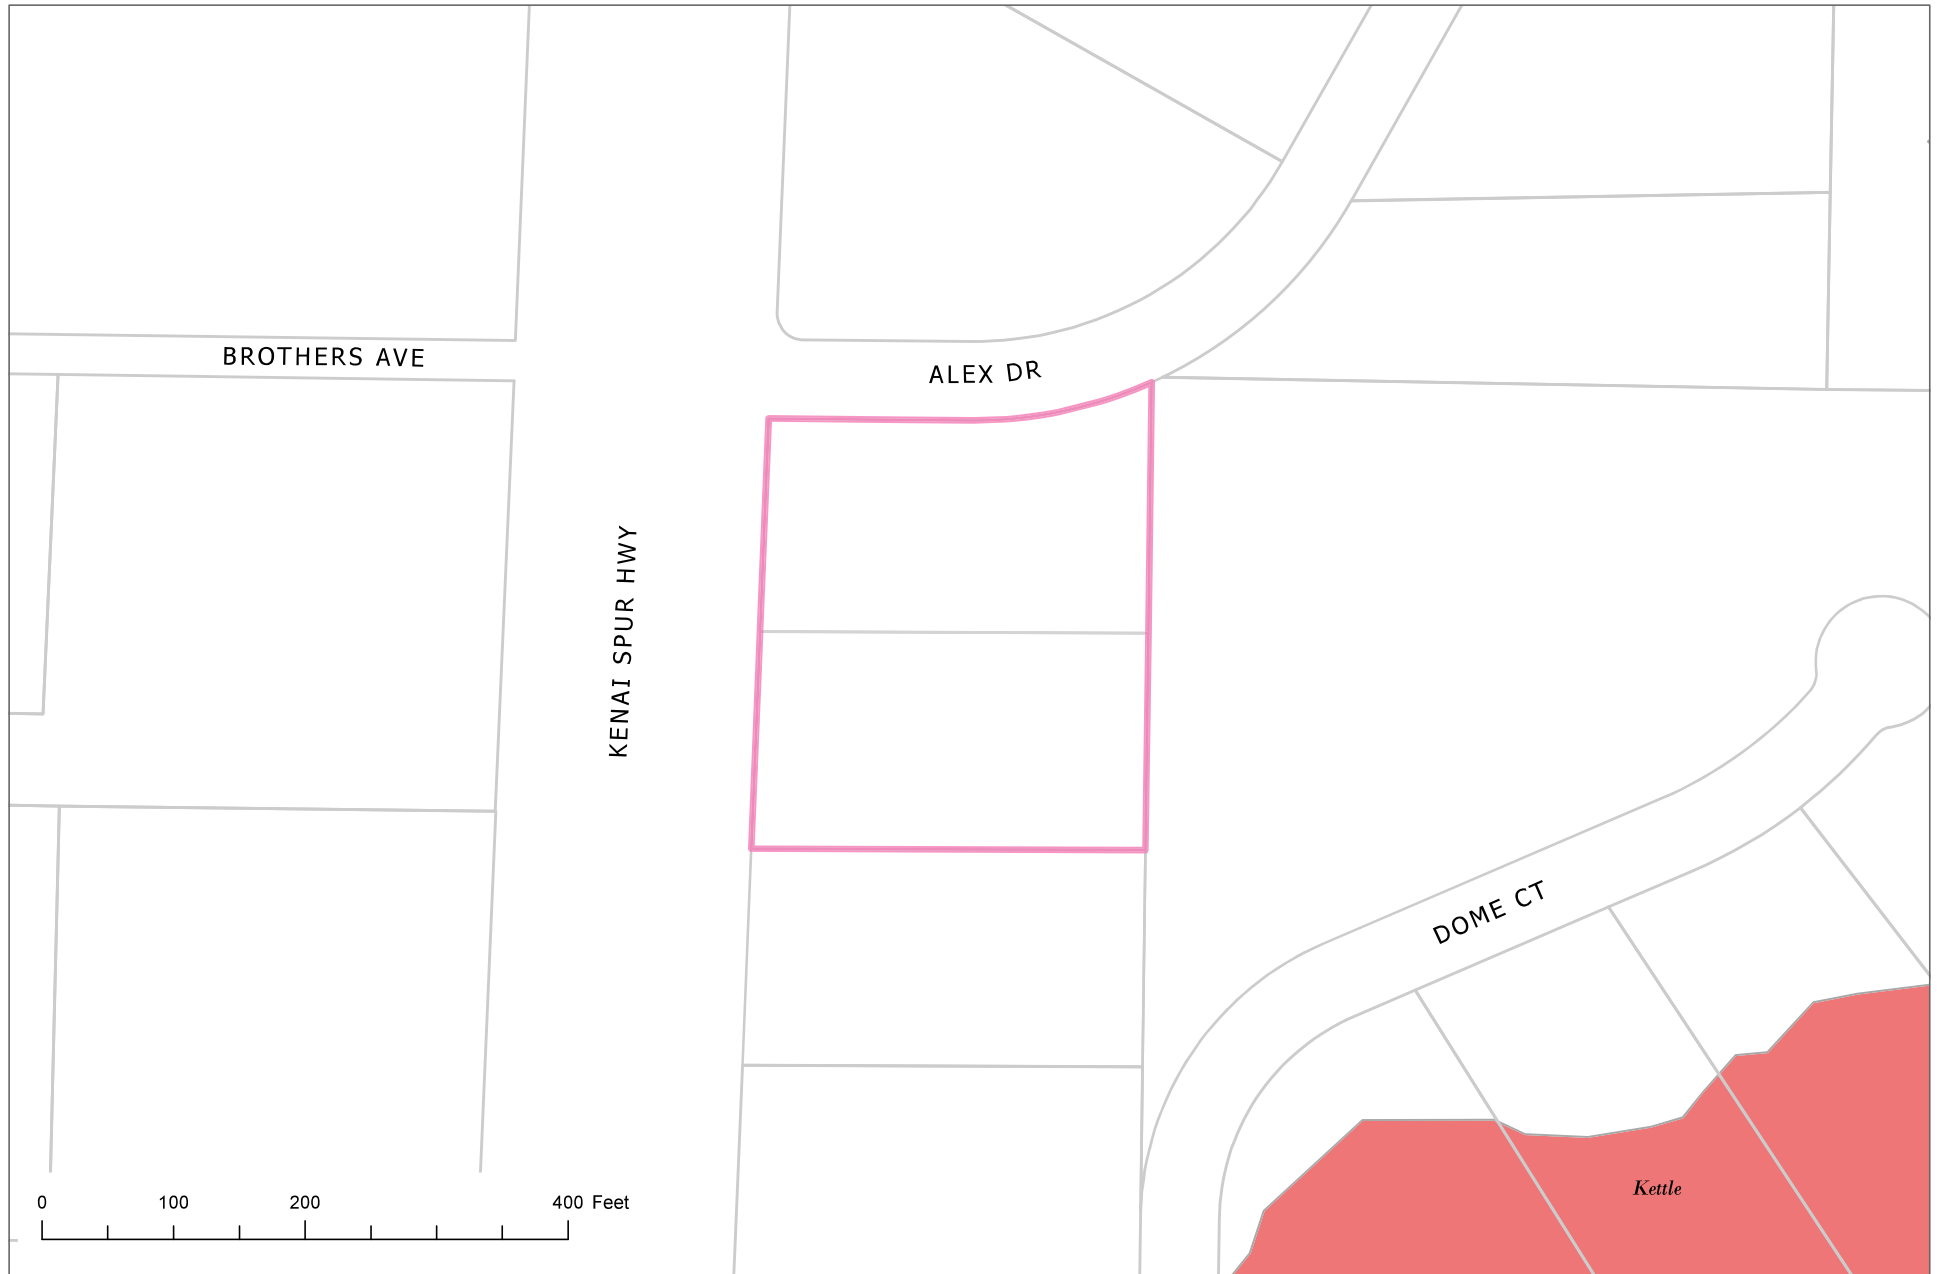 BROTHERS AVE
ALEX DR
KENAI SPUR HWY
DOME CT
Kettle
0 100 200 400 Feet